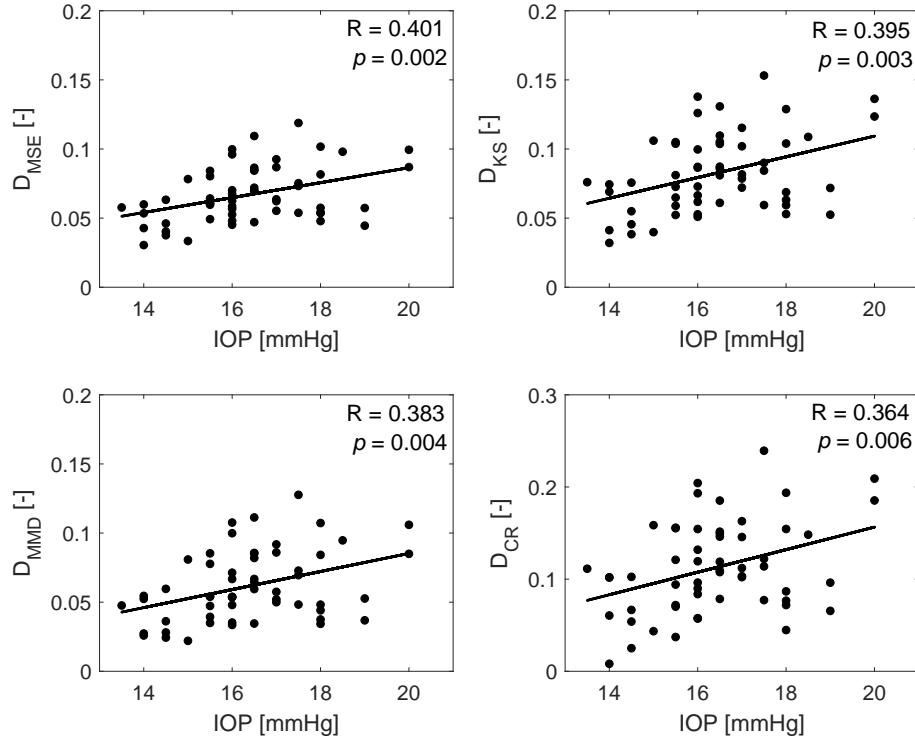 0.2
0.15
0.1
0.05
0
D_MSE [-]
R = 0.401
p = 0.002
14 16 18 20
IOP [mmHg]
0.2
0.15
0.1
0.05
0
D_KS [-]
R = 0.395
p = 0.003
14 16 18 20
IOP [mmHg]
0.2
0.15
0.1
0.05
0
D_MMD [-]
R = 0.383
p = 0.004
14 16 18 20
IOP [mmHg]
0.3
0.2
0.1
0
D_CR [-]
R = 0.364
p = 0.006
14 16 18 20
IOP [mmHg]